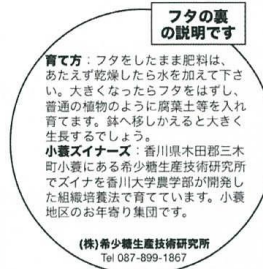 フタの裏
の説明です
育て方：フタをしたまま肥料は、
あたえず乾燥したら水を加えて下さ
い。大きくなったらフタをはずし、
普通の植物のように腐葉土等を入れ
育てます。鉢へ移しかえると大きく
生長するでしょう。
小蓑ズイナーズ：香川県木田郡三木
町小蓑にある希少糖生産技術研究所
でズイナを香川大学農学部が開発し
た組織培養法で育てています。小蓑
地区のお年寄り集団です。
(株)希少糖生産技術研究所
Tel 087-899-1867